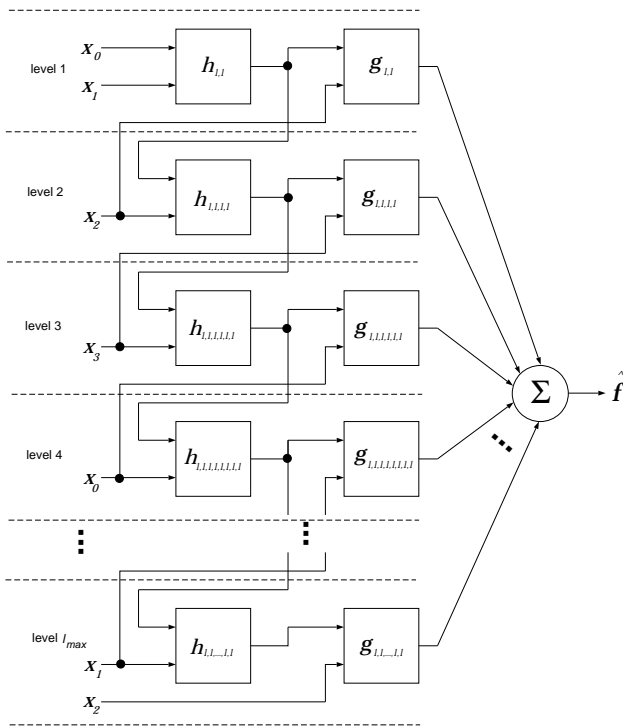 x₀
level 1
x₁
h₁,₁
g₁,₁
level 2
x₂
h₁,₁,₁,₁
g₁,₁,₁,₁
level 3
x₃
h₁,₁,₁,₁,₁,₁
g₁,₁,₁,₁,₁,₁
Σ
f̂
level 4
x₀
h₁,₁,₁,₁,₁,₁,₁,₁
g₁,₁,₁,₁,₁,₁,₁,₁
level l_max
x₁
h₁,₁,...,₁,₁
g₁,₁,...,₁,₁
x₂